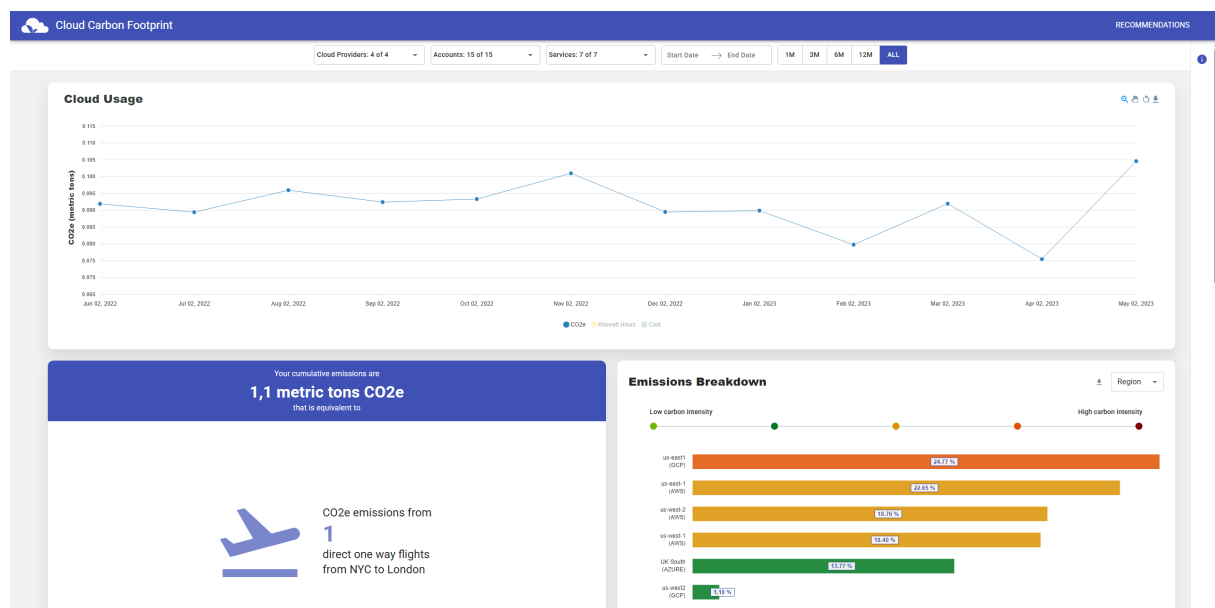 Cloud Carbon Footprint
RECOMMENDATIONS
Cloud Providers: 4 of 4
Accounts: 15 of 15
Services: 7 of 7
Start Date → End Date
1M 3M 6M 12M ALL
Cloud Usage
CO2e (metric tons)
0.115
0.110
0.105
0.100
0.095
0.090
0.085
0.080
0.075
0.070
0.065
Jun 02, 2022 Jul 02, 2022 Aug 02, 2022 Sep 02, 2022 Oct 02, 2022 Nov 02, 2022 Dec 02, 2022 Jan 02, 2023 Feb 02, 2023 Mar 02, 2023 Apr 02, 2023 May 02, 2023
CO2e Kilowatt Hours Cost
Your cumulative emissions are
1,1 metric tons CO2e
that is equivalent to
CO2e emissions from
1
direct one way flights
from NYC to London
Emissions Breakdown
Region
Low carbon intensity High carbon intensity
us-east1
(GCP)
24.77 %
us-east-1
(AWS)
22.65 %
us-west-2
(AWS)
18.76 %
us-west-1
(AWS)
18.40 %
UK South
(AZURE)
13.77 %
us-west2
(GCP)
1.18 %